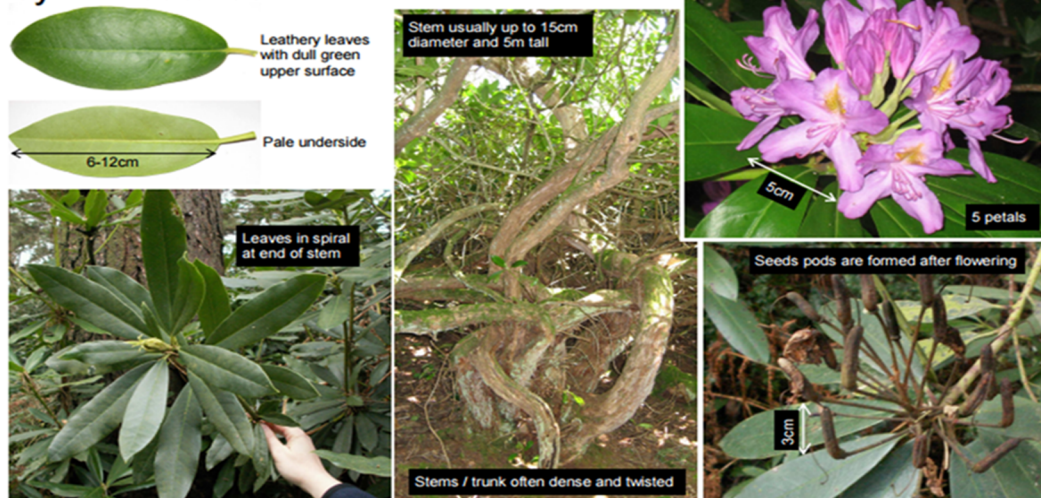 Leathery leaves
with dull green
upper surface
Pale underside
6-12cm
Leaves in spiral
at end of stem
Stem usually up to 15cm
diameter and 5m tall
Stems / trunk often dense and twisted
5cm
5 petals
Seeds pods are formed after flowering
3cm